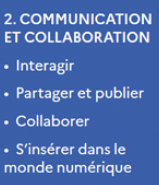 2. COMMUNICATION
ET COLLABORATION
• Interagir
• Partager et publier
• Collaborer
• S'insérer dans le
monde numérique